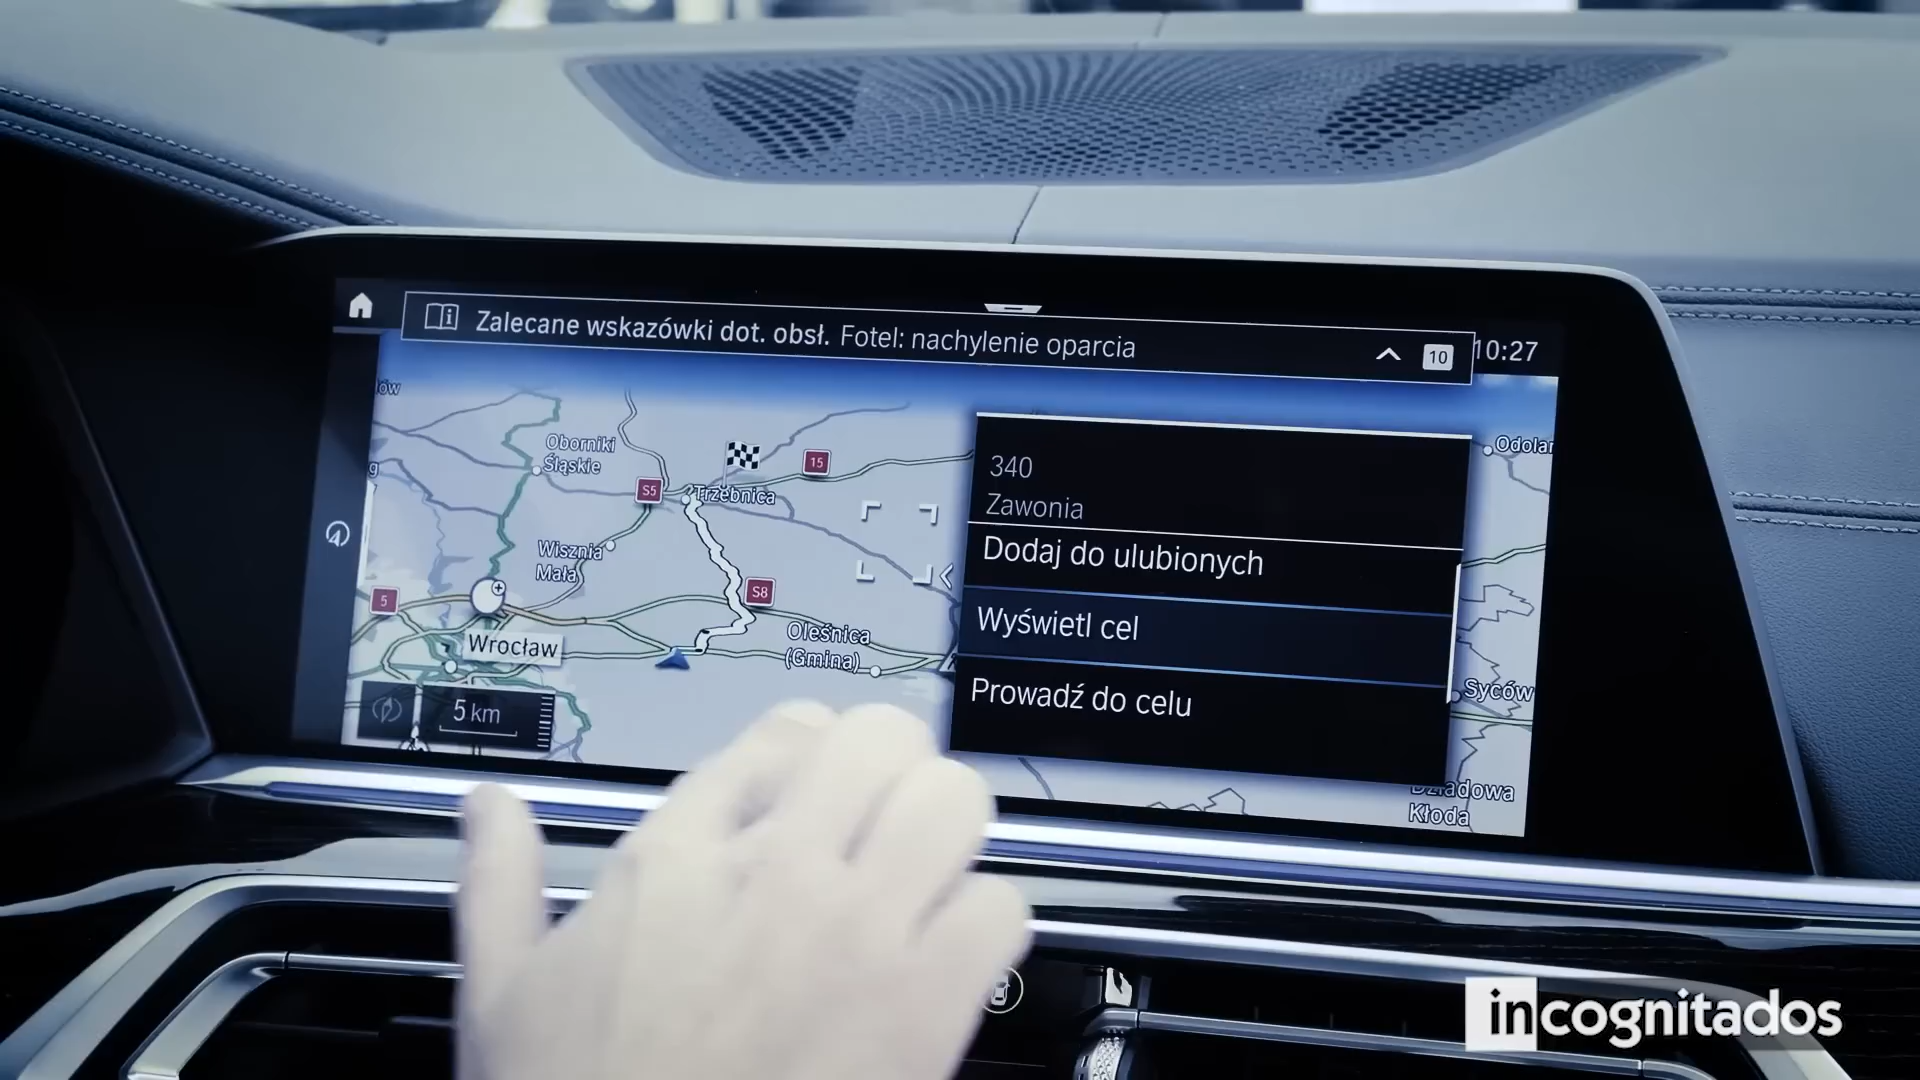 Zalecane wskazówki dot. obsł. Fotel: nachylenie oparcia
10
10:27
ów
Oborniki
Śląskie
15
S5
Trzebnica
Odolan
340
Zawonia
g
Wisznia
Mała
Dodaj do ulubionych
5
S8
Wyświetl cel
Wrocław
Oleśnica
(Gmina)
Prowadź do celu
Syców
5 km
Dziadowa
Kłoda
incognitados